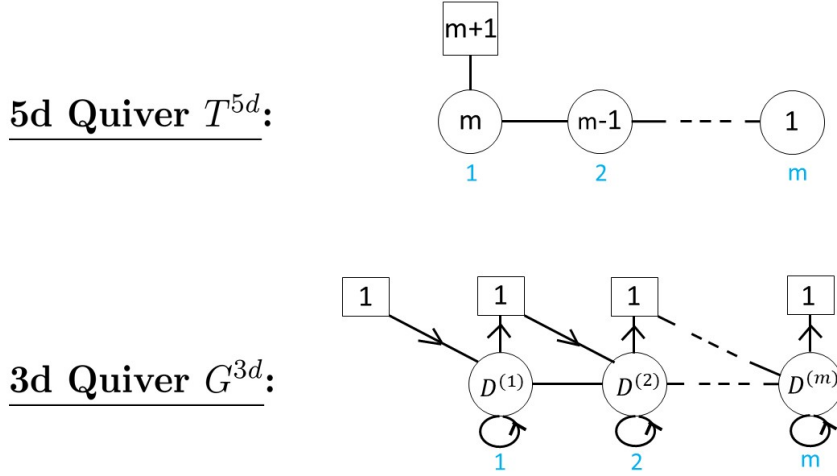 m+1
5d Quiver T^{5d}:
m m-1 1
1 2 m
1 1 1 1
3d Quiver G^{3d}:
D^{(1)} D^{(2)} D^{(m)}
1 2 m